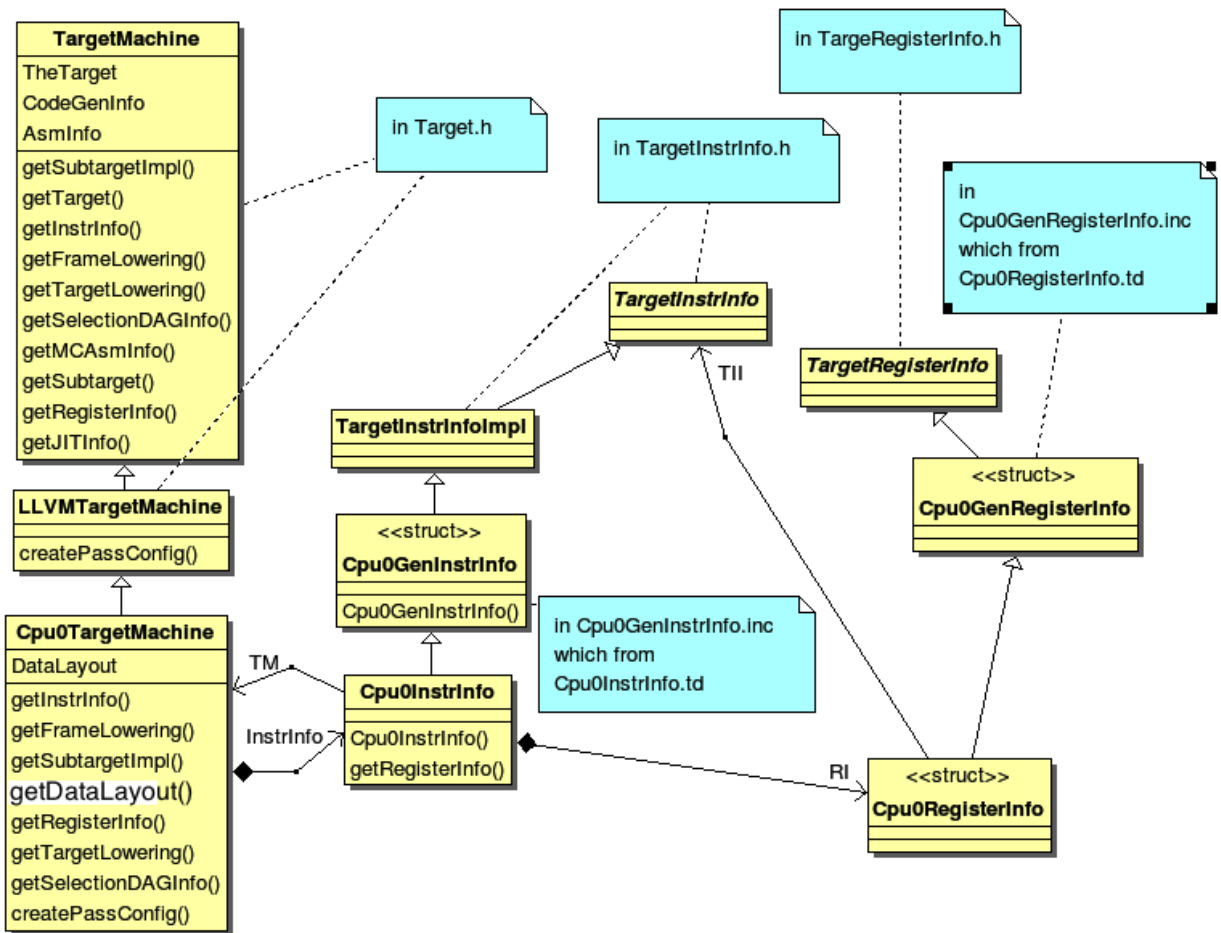 TargetMachine
TheTarget
CodeGenInfo
AsmInfo
getSubtargetImpl()
getTarget()
getInstrInfo()
getFrameLowering()
getTargetLowering()
getSelectionDAGInfo()
getMCAsmInfo()
getSubtarget()
getRegisterInfo()
getJITInfo()
LLVMTargetMachine
createPassConfig()
Cpu0TargetMachine
DataLayout
getInstrInfo()
getFrameLowering()
getSubtargetImpl()
getDataLayout()
getRegisterInfo()
getTargetLowering()
getSelectionDAGInfo()
createPassConfig()
in Target.h
in TargetInstrInfo.h
in TargeRegisterInfo.h
in
Cpu0GenRegisterInfo.inc
which from
Cpu0RegisterInfo.td
TargetInstrInfo
TII
TargetRegisterInfo
TargetInstrInfoImpl
<<struct>>
Cpu0GenRegisterInfo
<<struct>>
Cpu0GenInstrInfo
Cpu0GenInstrInfo()
in Cpu0GenInstrInfo.inc
which from
Cpu0InstrInfo.td
TM
InstrInfo
Cpu0InstrInfo
Cpu0InstrInfo()
getRegisterInfo()
RI
<<struct>>
Cpu0RegisterInfo